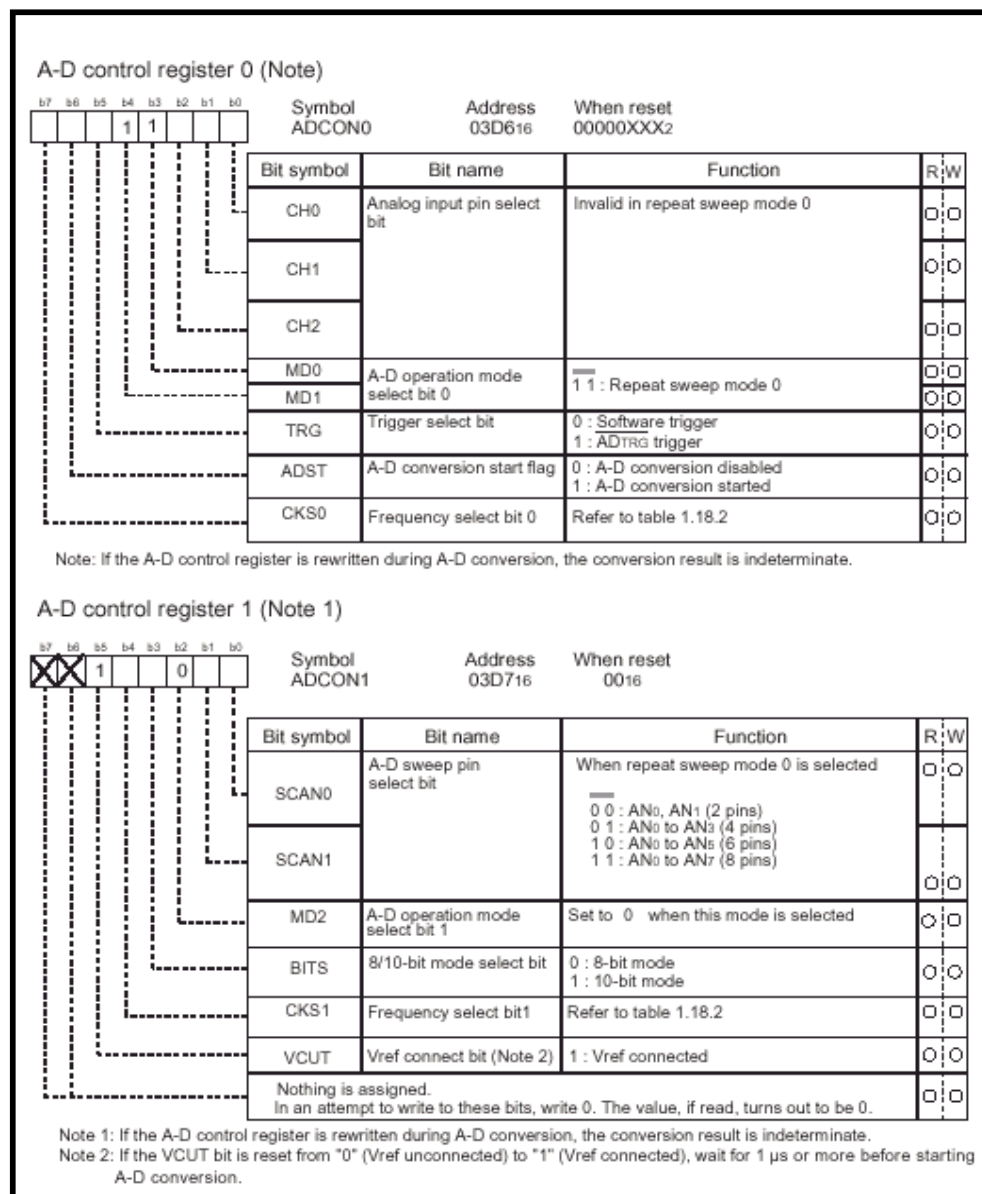 A-D control register 0 (Note)
b7 b6 b5 b4 b3 b2 b1 b0
1 1
Symbol Address When reset
ADCON0 03D616 00000XXX2
Bit symbol Bit name Function R W
CH0 Analog input pin select bit Invalid in repeat sweep mode 0 O O
CH1 O O
CH2 O O
MD0 A-D operation mode select bit 0 1 1 : Repeat sweep mode 0 O O
MD1 O O
TRG Trigger select bit 0 : Software trigger O O
1 : ADTRG trigger
ADST A-D conversion start flag 0 : A-D conversion disabled O O
1 : A-D conversion started
CKS0 Frequency select bit 0 Refer to table 1.18.2 O O
Note: If the A-D control register is rewritten during A-D conversion, the conversion result is indeterminate.
A-D control register 1 (Note 1)
b7 b6 b5 b4 b3 b2 b1 b0
X X 1 0
Symbol Address When reset
ADCON1 03D716 0016
Bit symbol Bit name Function R W
SCAN0 A-D sweep pin select bit When repeat sweep mode 0 is selected O O
0 0 : AN0, AN1 (2 pins)
0 1 : AN0 to AN3 (4 pins)
1 0 : AN0 to AN5 (6 pins)
1 1 : AN0 to AN7 (8 pins)
SCAN1 O O
MD2 A-D operation mode select bit 1 Set to 0 when this mode is selected O O
BITS 8/10-bit mode select bit 0 : 8-bit mode O O
1 : 10-bit mode
CKS1 Frequency select bit1 Refer to table 1.18.2 O O
VCUT Vref connect bit (Note 2) 1 : Vref connected O O
Nothing is assigned.
In an attempt to write to these bits, write 0. The value, if read, turns out to be 0. O O
Note 1: If the A-D control register is rewritten during A-D conversion, the conversion result is indeterminate.
Note 2: If the VCUT bit is reset from "0" (Vref unconnected) to "1" (Vref connected), wait for 1 µs or more before starting
A-D conversion.